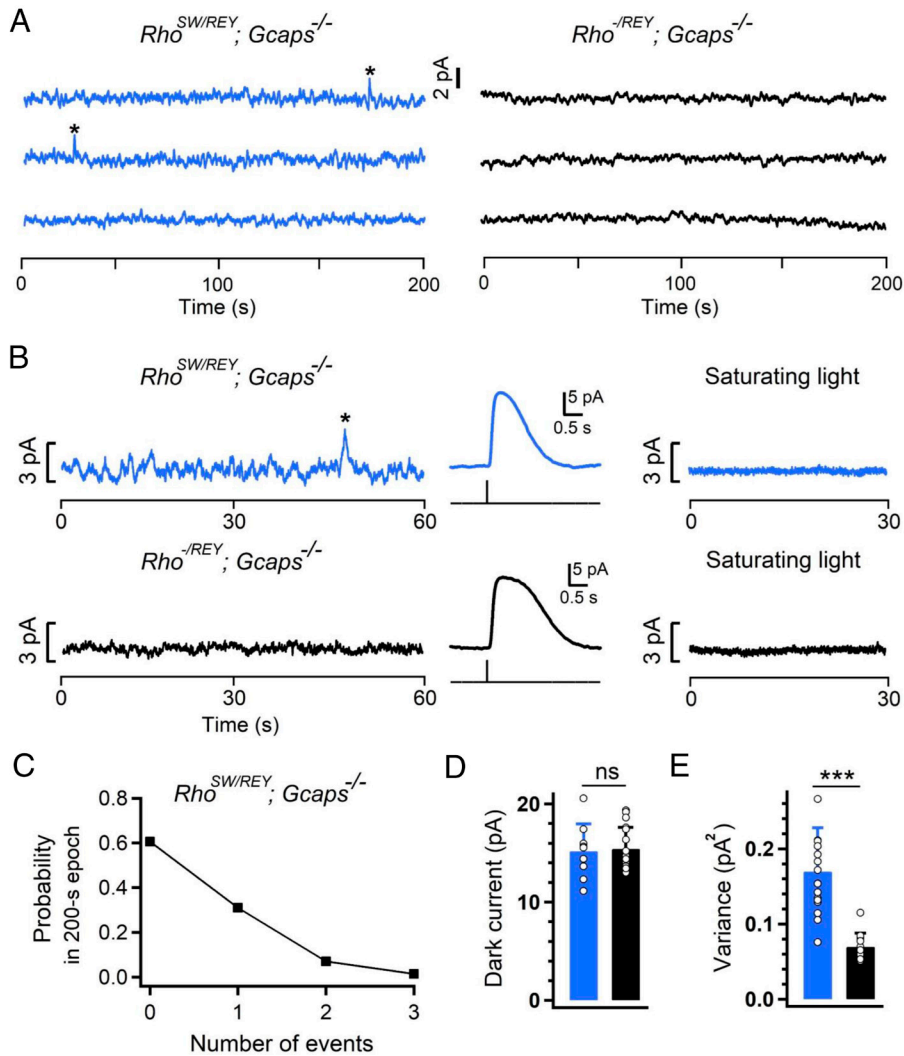 A
Rho^SW/REY; Gcaps^-/-
Rho^-/REY; Gcaps^-/-
*
2 pA
*
0 100 200
Time (s)
0 100 200
Time (s)
B
Rho^SW/REY; Gcaps^-/-
Saturating light
*
5 pA
0.5 s
3 pA
3 pA
0 30 60
0 30
Rho^-/REY; Gcaps^-/-
Saturating light
5 pA
0.5 s
3 pA
3 pA
0 30 60
0 30
Time (s)
C
Rho^SW/REY; Gcaps^-/-
Probability
in 200-s epoch
0.8
0.6
0.4
0.2
0.0
0 1 2 3
Number of events
D
ns
Dark current (pA)
20
10
0
E
***
Variance (pA²)
0.2
0.1
0.0